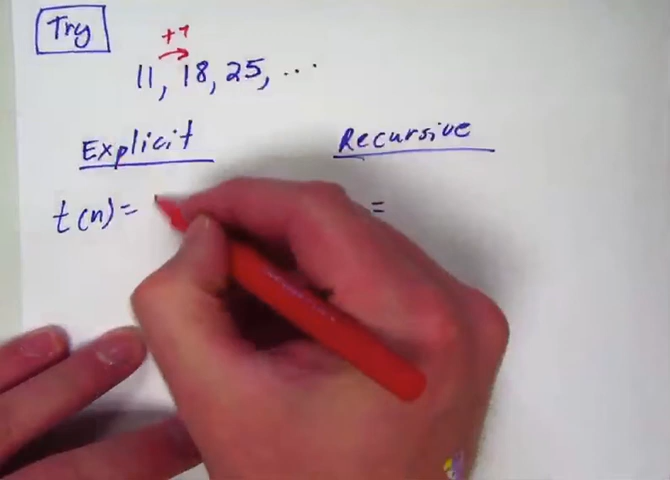 Try
+7
11, 18, 25, ...
Explicit
Recursive
t(n)=
=